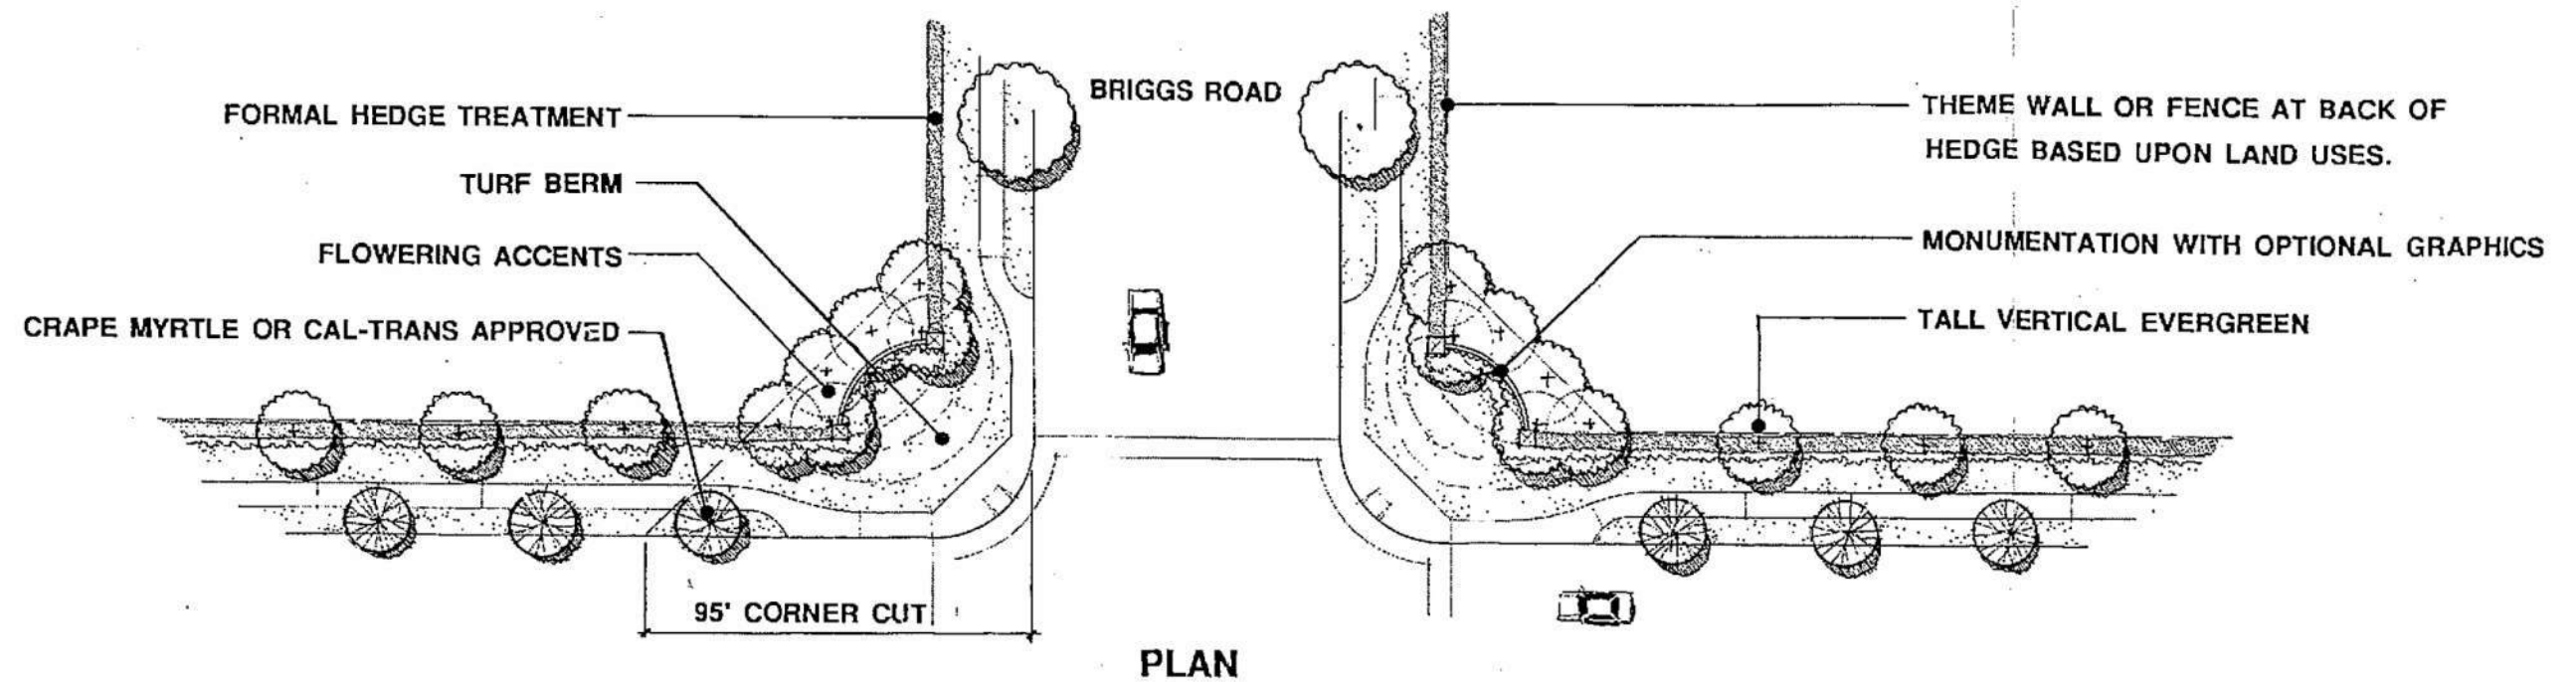 BRIGGS ROAD
FORMAL HEDGE TREATMENT
TURF BERM
FLOWERING ACCENTS
CRAPE MYRTLE OR CAL-TRANS APPROVED
THEME WALL OR FENCE AT BACK OF
HEDGE BASED UPON LAND USES.
MONUMENTATION WITH OPTIONAL GRAPHICS
TALL VERTICAL EVERGREEN
95' CORNER CUT
PLAN